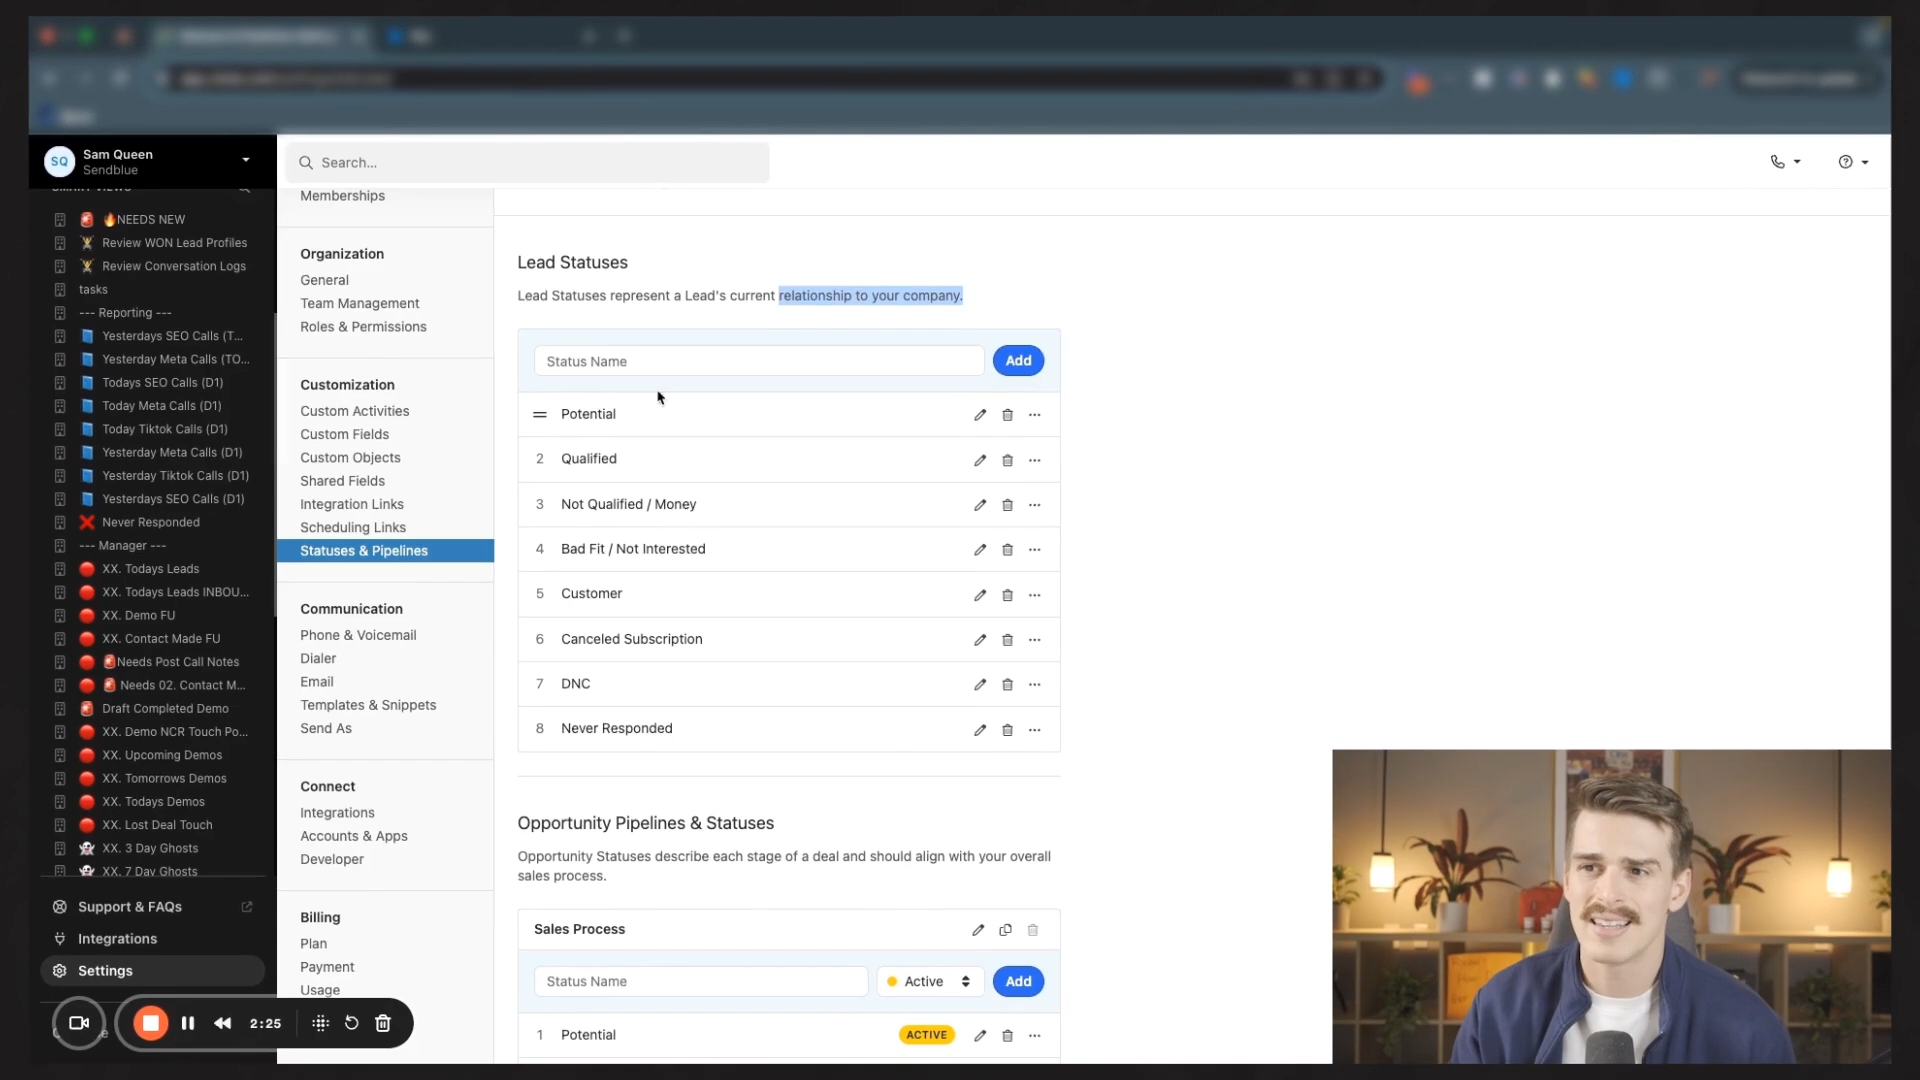 SQ
Sam Queen
Sendblue
Search...
🔥NEEDS NEW
Review WON Lead Profiles
Review Conversation Logs
tasks
--- Reporting ---
Yesterdays SEO Calls (T...
Yesterday Meta Calls (TO...
Todays SEO Calls (D1)
Today Meta Calls (D1)
Today Tiktok Calls (D1)
Yesterday Meta Calls (D1)
Yesterday Tiktok Calls (D1)
Yesterdays SEO Calls (D1)
Never Responded
--- Manager ---
XX. Todays Leads
XX. Todays Leads INBOU...
XX. Demo FU
XX. Contact Made FU
Needs Post Call Notes
Needs 02. Contact M...
Draft Completed Demo
XX. Demo NCR Touch Po...
XX. Upcoming Demos
XX. Tomorrows Demos
XX. Todays Demos
XX. Lost Deal Touch
XX. 3 Day Ghosts
XX. 7 Day Ghosts
Support & FAQs
Integrations
Settings
2:25
Memberships
Organization
General
Team Management
Roles & Permissions
Customization
Custom Activities
Custom Fields
Custom Objects
Shared Fields
Integration Links
Scheduling Links
Statuses & Pipelines
Communication
Phone & Voicemail
Dialer
Email
Templates & Snippets
Send As
Connect
Integrations
Accounts & Apps
Developer
Billing
Plan
Payment
Usage
Lead Statuses
Lead Statuses represent a Lead's current relationship to your company.
Status Name
Add
Potential
2 Qualified
3 Not Qualified / Money
4 Bad Fit / Not Interested
5 Customer
6 Canceled Subscription
7 DNC
8 Never Responded
Opportunity Pipelines & Statuses
Opportunity Statuses describe each stage of a deal and should align with your overall
sales process.
Sales Process
Status Name
Active
Add
1 Potential
ACTIVE